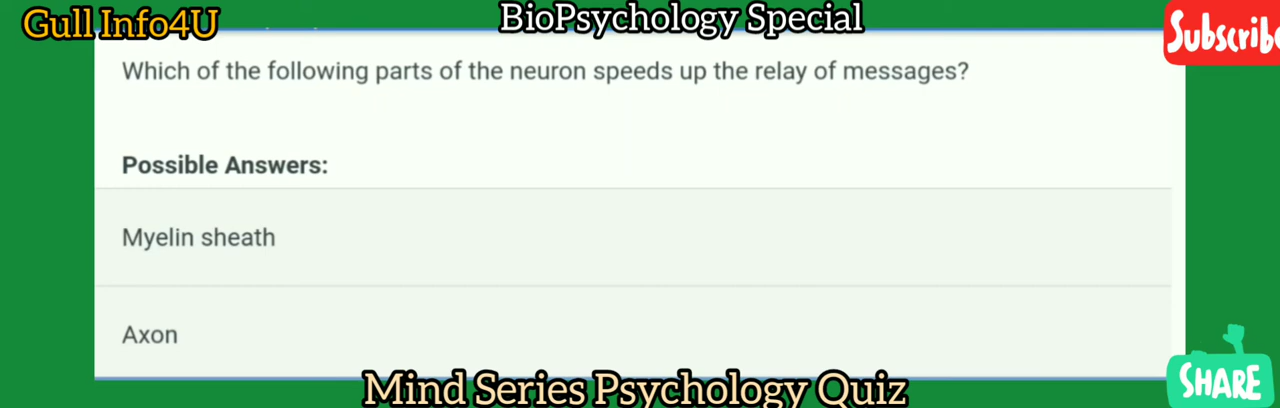 Gull Info4U
BioPsychology Special
Subscribe
Which of the following parts of the neuron speeds up the relay of messages?
Possible Answers:
Myelin sheath
Axon
Mind Series Psychology Quiz
SHARE